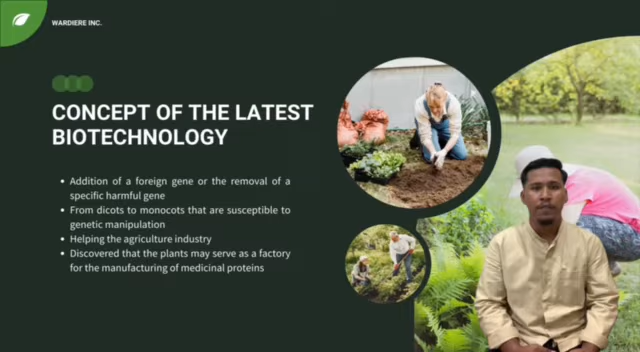 WARDIERE INC.
CONCEPT OF THE LATEST
BIOTECHNOLOGY
• Addition of a foreign gene or the removal of a
specific harmful gene
• From dicots to monocots that are susceptible to
genetic manipulation
• Helping the agriculture industry
• Discovered that the plants may serve as a factory
for the manufacturing of medicinal proteins